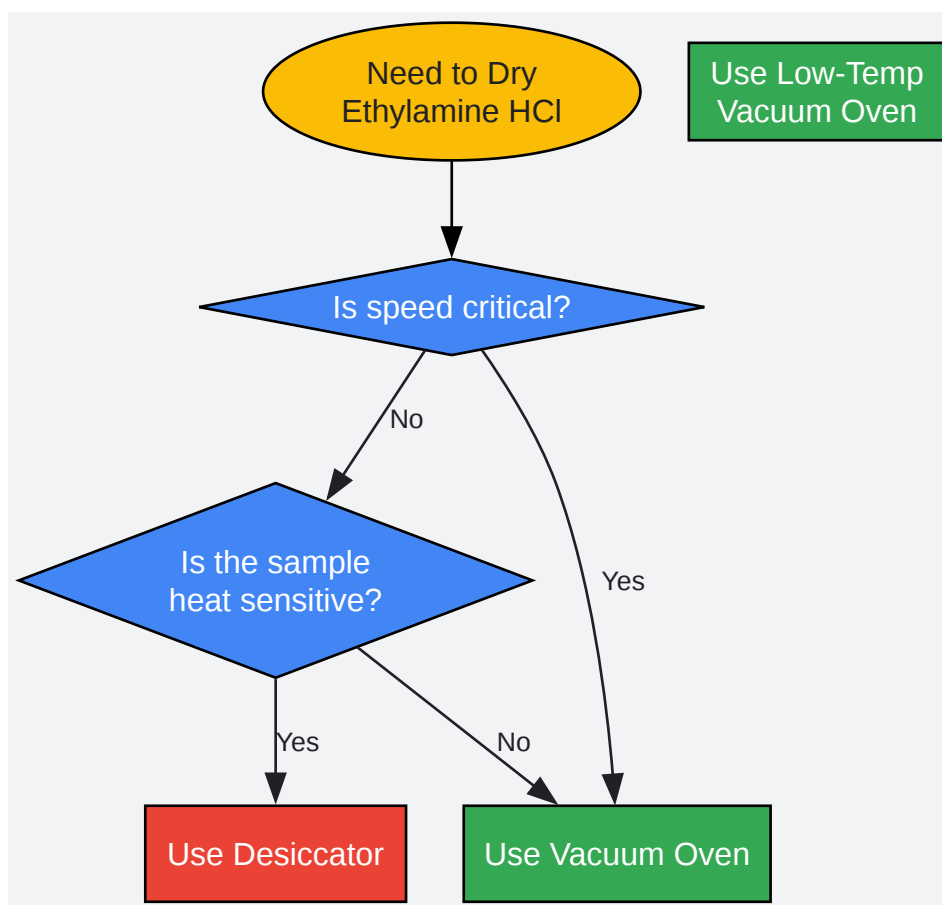 Need to Dry
Ethylamine HCl
Use Low-Temp
Vacuum Oven
Is speed critical?
No
Is the sample
heat sensitive?
Yes
Yes
No
Use Desiccator
Use Vacuum Oven